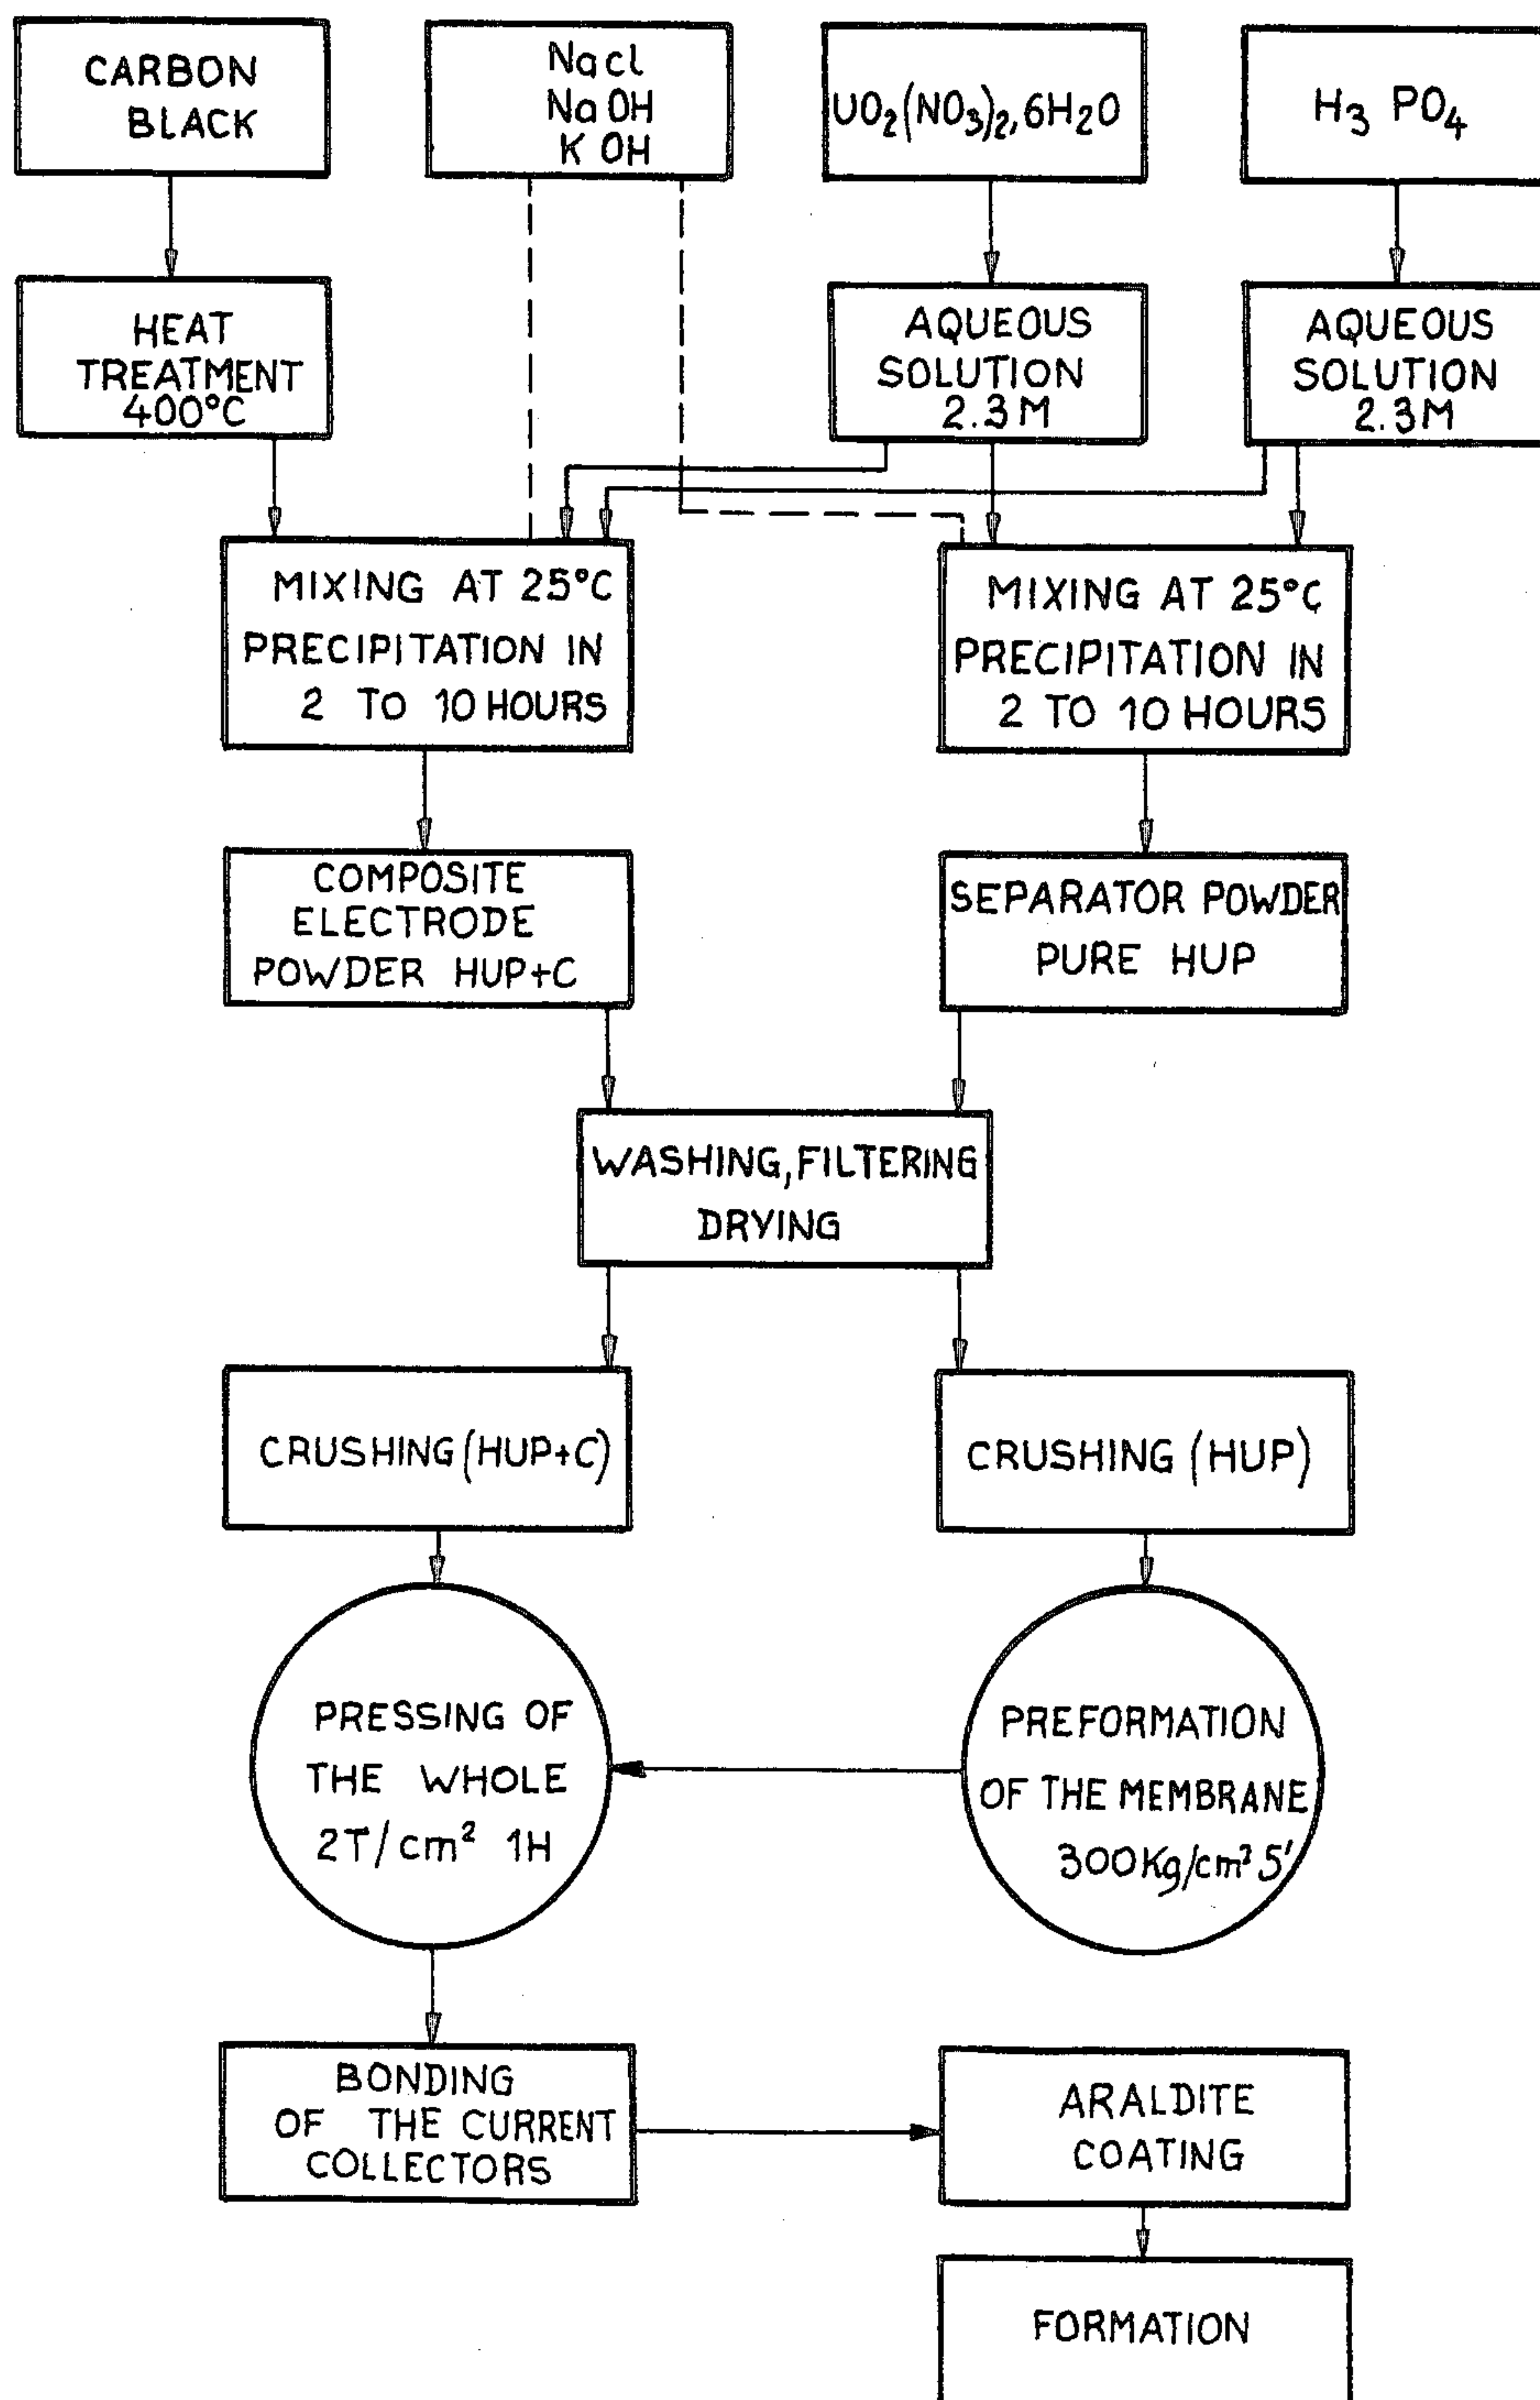 CARBON
BLACK
Nacl
NaOH
K OH
UO₂(NO₃)₂,6H₂O
H₃ PO₄
HEAT
TREATMENT
400°C
AQUEOUS
SOLUTION
2.3M
AQUEOUS
SOLUTION
2.3M
MIXING AT 25°C
PRECIPITATION IN
2 TO 10 HOURS
MIXING AT 25°C
PRECIPITATION IN
2 TO 10 HOURS
COMPOSITE
ELECTRODE
POWDER HUP+C
SEPARATOR POWDER
PURE HUP
WASHING, FILTERING
DRYING
CRUSHING (HUP+C)
CRUSHING (HUP)
PRESSING OF
THE WHOLE
2T/cm² 1H
PREFORMATION
OF THE MEMBRANE
300Kg/cm² 5'
BONDING
OF THE CURRENT
COLLECTORS
ARALDITE
COATING
FORMATION